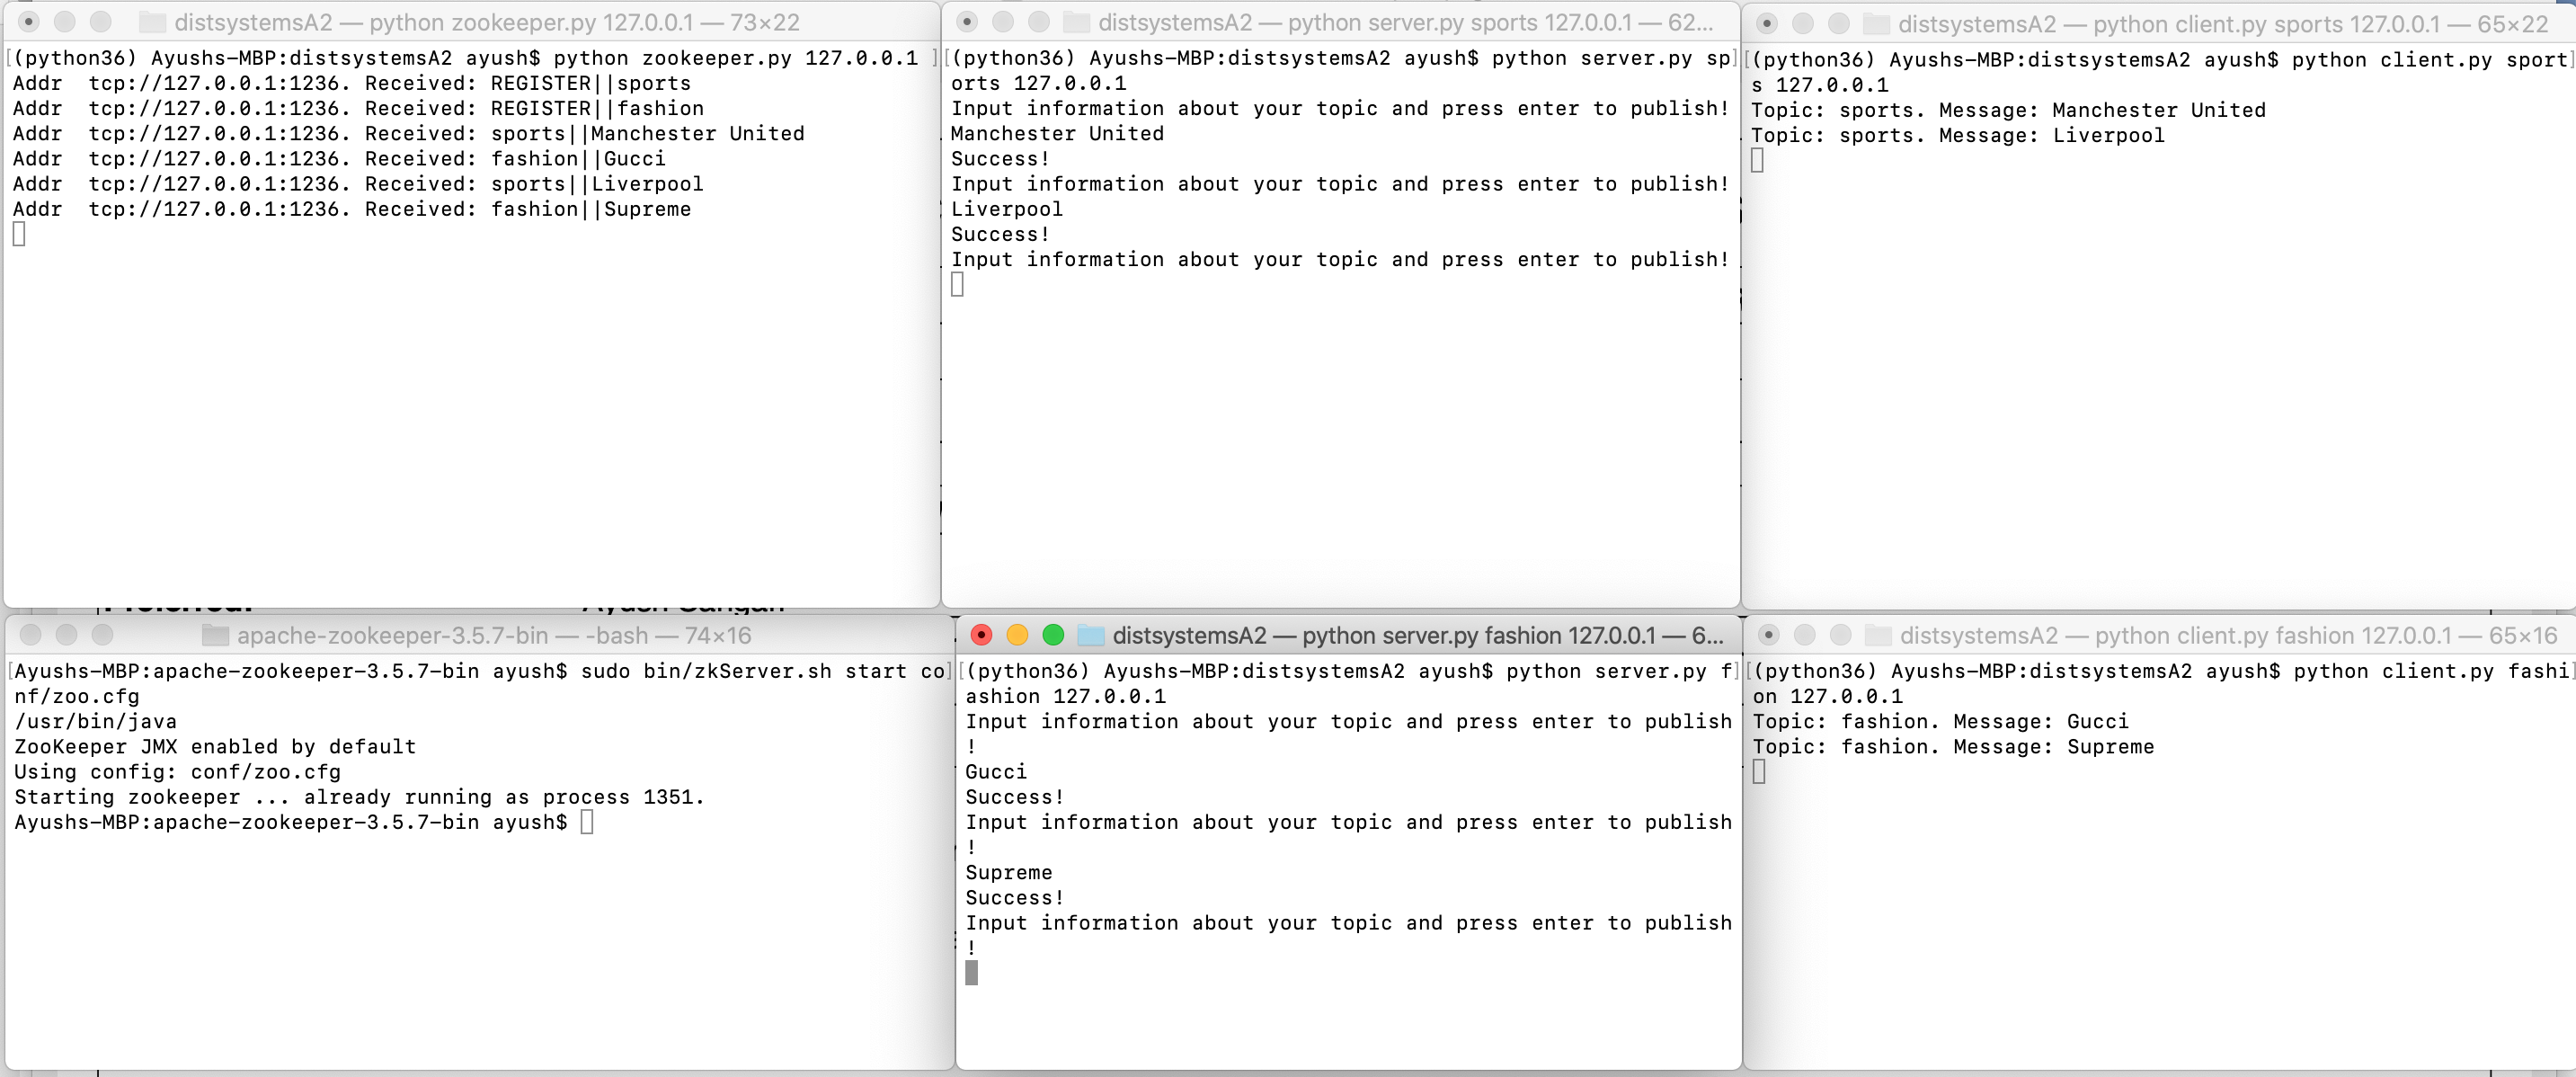 distsystemsA2 — python zookeeper.py 127.0.0.1 — 73×22
(python36) Ayushs-MBP:distsystemsA2 ayush$ python zookeeper.py 127.0.0.1
Addr  tcp://127.0.0.1:1236. Received: REGISTER||sports
Addr  tcp://127.0.0.1:1236. Received: REGISTER||fashion
Addr  tcp://127.0.0.1:1236. Received: sports||Manchester United
Addr  tcp://127.0.0.1:1236. Received: fashion||Gucci
Addr  tcp://127.0.0.1:1236. Received: sports||Liverpool
Addr  tcp://127.0.0.1:1236. Received: fashion||Supreme
distsystemsA2 — python server.py sports 127.0.0.1 — 62...
(python36) Ayushs-MBP:distsystemsA2 ayush$ python server.py sp
orts 127.0.0.1
Input information about your topic and press enter to publish!
Manchester United
Success!
Input information about your topic and press enter to publish!
Liverpool
Success!
Input information about your topic and press enter to publish!
distsystemsA2 — python client.py sports 127.0.0.1 — 65×22
(python36) Ayushs-MBP:distsystemsA2 ayush$ python client.py sport
s 127.0.0.1
Topic: sports. Message: Manchester United
Topic: sports. Message: Liverpool
apache-zookeeper-3.5.7-bin — -bash — 74×16
Ayushs-MBP:apache-zookeeper-3.5.7-bin ayush$ sudo bin/zkServer.sh start co
nf/zoo.cfg
/usr/bin/java
ZooKeeper JMX enabled by default
Using config: conf/zoo.cfg
Starting zookeeper ... already running as process 1351.
Ayushs-MBP:apache-zookeeper-3.5.7-bin ayush$
distsystemsA2 — python server.py fashion 127.0.0.1 — 6...
(python36) Ayushs-MBP:distsystemsA2 ayush$ python server.py f
ashion 127.0.0.1
Input information about your topic and press enter to publish
!
Gucci
Success!
Input information about your topic and press enter to publish
!
Supreme
Success!
Input information about your topic and press enter to publish
!
distsystemsA2 — python client.py fashion 127.0.0.1 — 65×16
(python36) Ayushs-MBP:distsystemsA2 ayush$ python client.py fashi
on 127.0.0.1
Topic: fashion. Message: Gucci
Topic: fashion. Message: Supreme